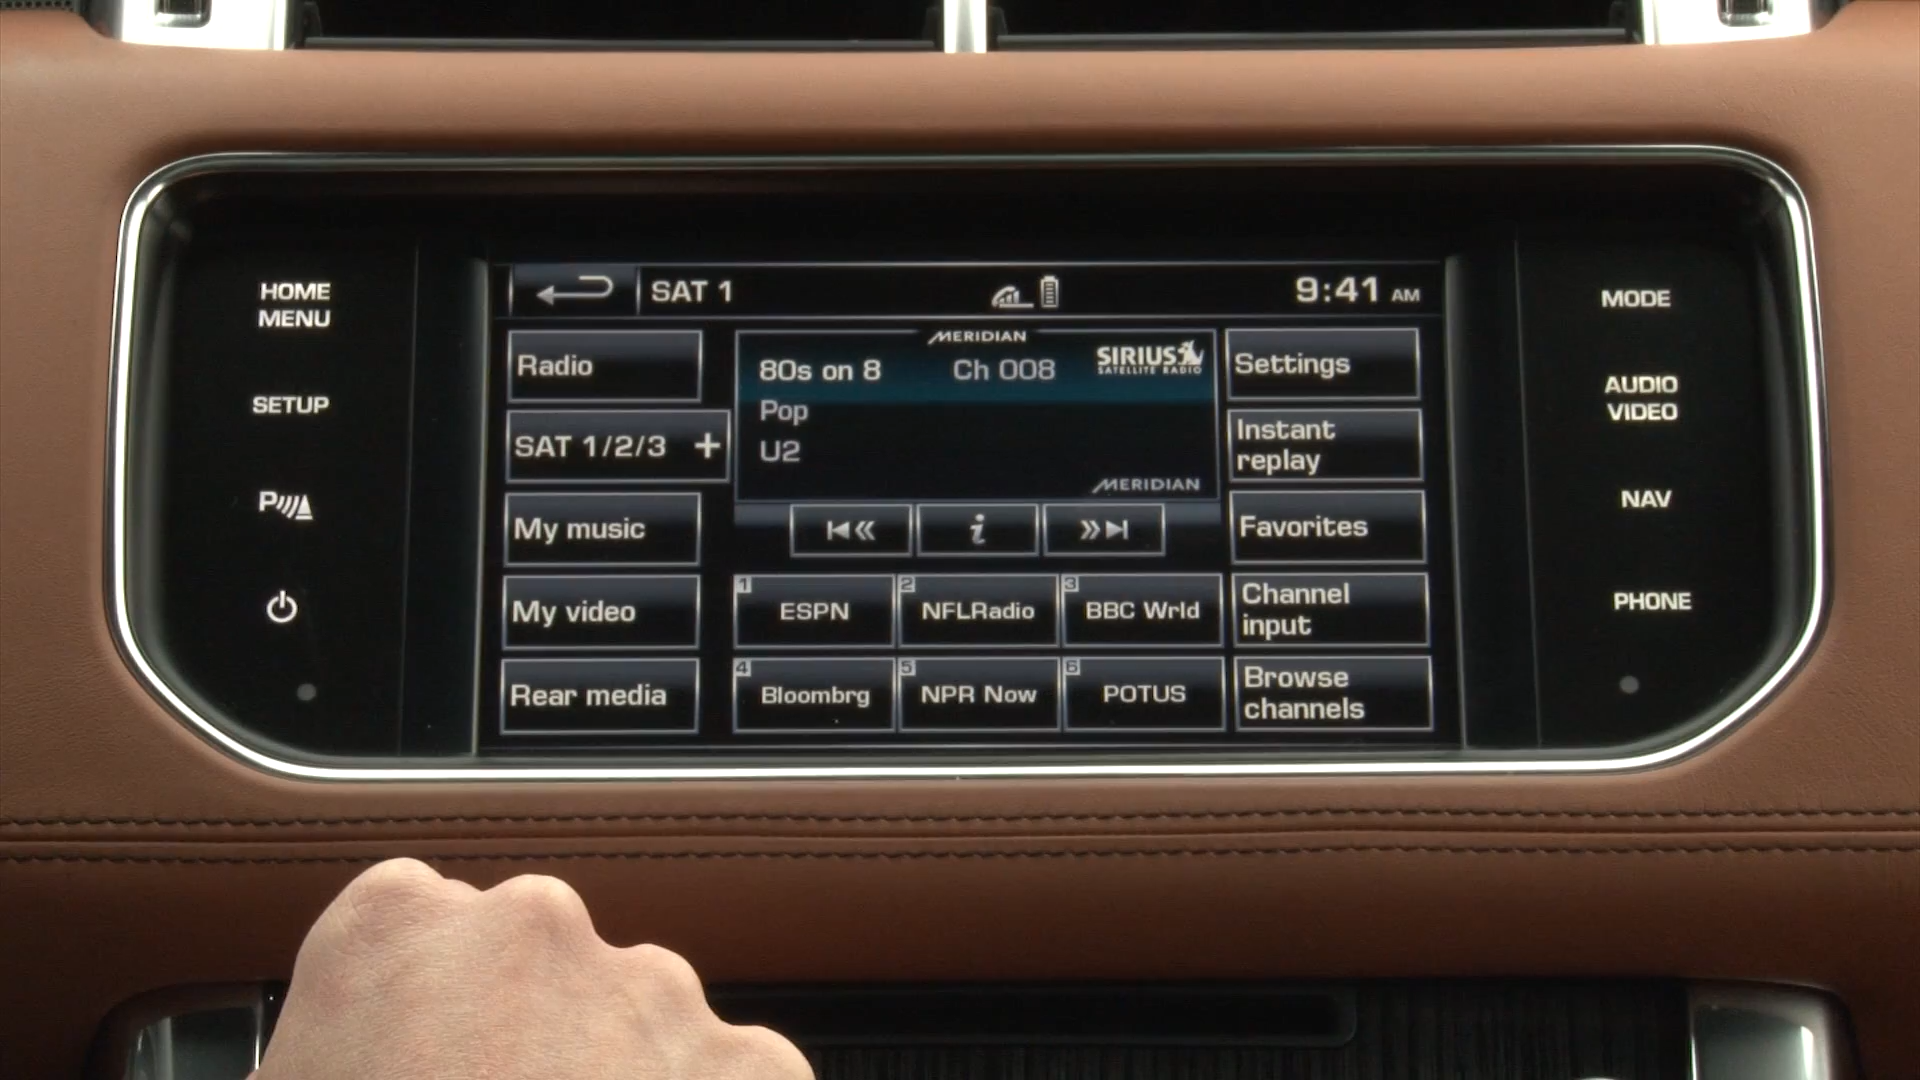 HOME
MENU
SETUP
P
SAT 1
9:41 AM
Radio
SAT 1/2/3 +
My music
My video
Rear media
MERIDIAN
80s on 8
Ch 008
SIRIUS
SATELLITE RADIO
Pop
U2
MERIDIAN
i
1
ESPN
2
NFLRadio
3
BBC Wrld
4
Bloombrg
5
NPR Now
6
POTUS
Settings
Instant
replay
Favorites
Channel
input
Browse
channels
MODE
AUDIO
VIDEO
NAV
PHONE